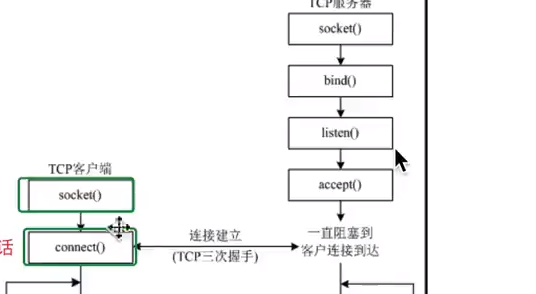 TCP服务器
socket()
bind()
listen()
TCP客户端
socket()
accept()
话
connect()
连接建立
(TCP三次握手)
一直阻塞到
客户连接到达